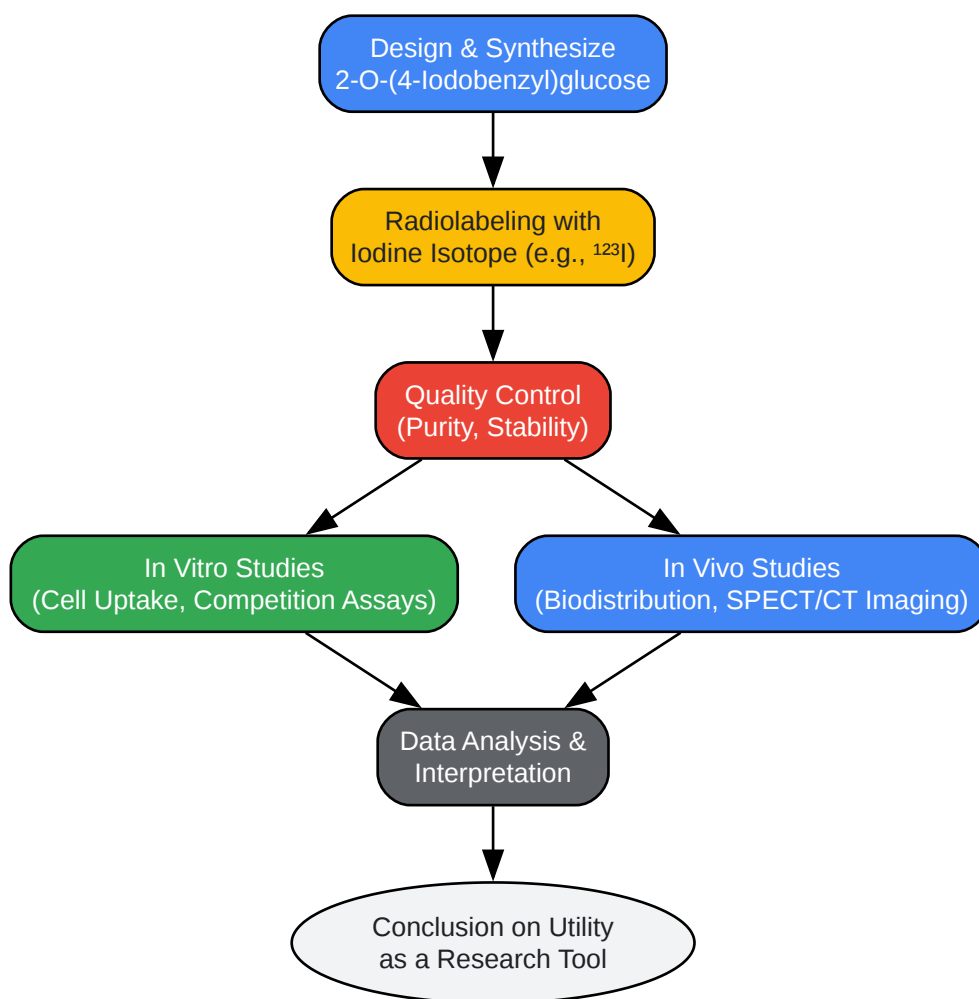 Design & Synthesize
2-O-(4-Iodobenzyl)glucose
Radiolabeling with
Iodine Isotope (e.g., ¹²³I)
Quality Control
(Purity, Stability)
In Vitro Studies
(Cell Uptake, Competition Assays)
In Vivo Studies
(Biodistribution, SPECT/CT Imaging)
Data Analysis &
Interpretation
Conclusion on Utility
as a Research Tool